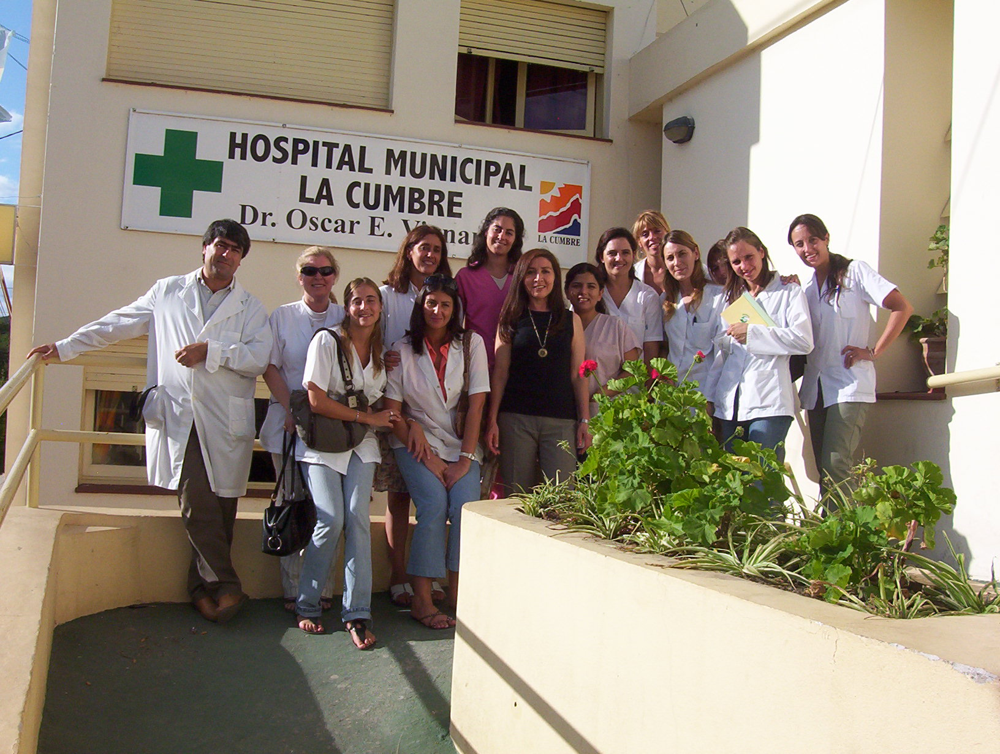 HOSPITAL MUNICIPAL
LA CUMBRE
Dr. Oscar E.
LA CUMBRE